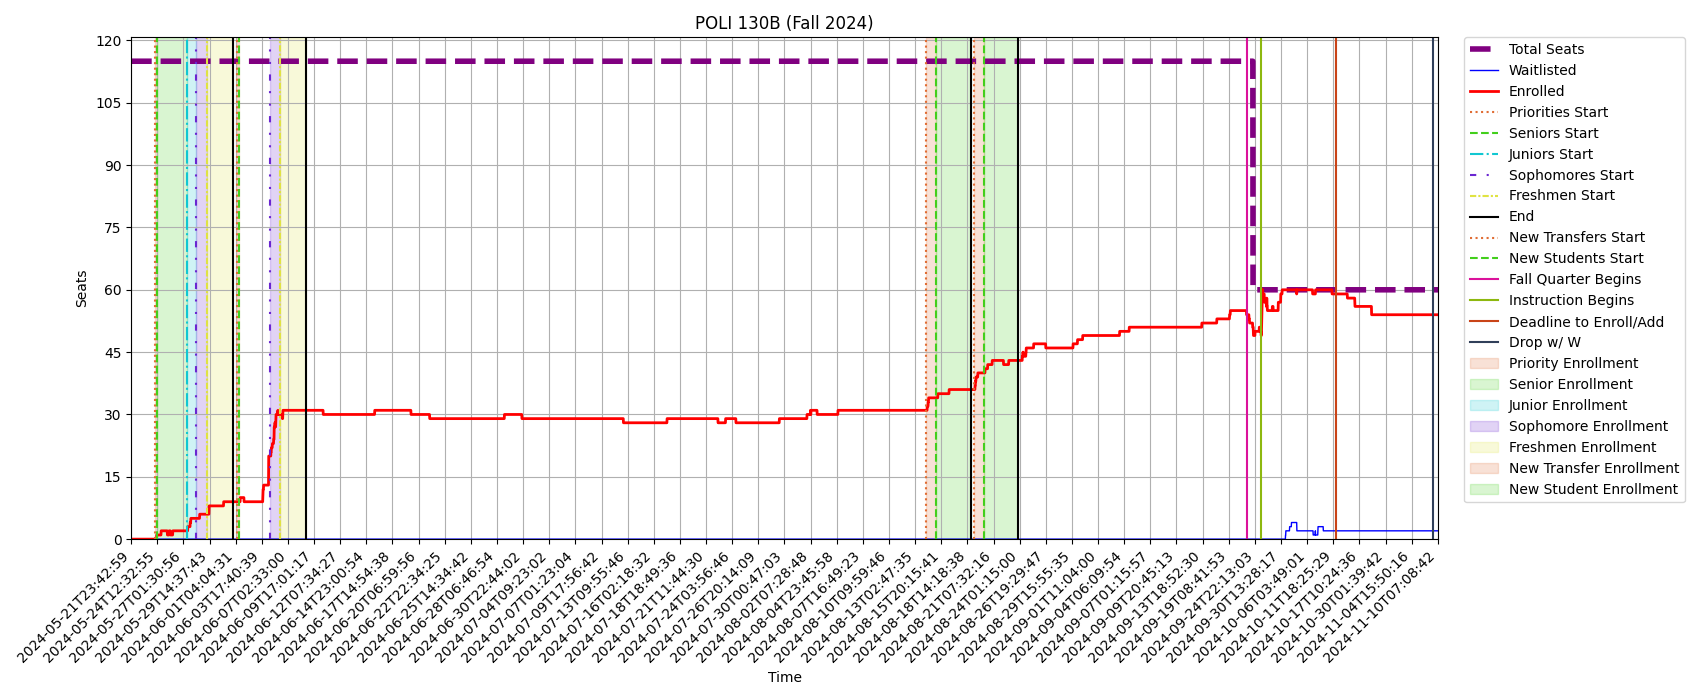 POLI 130B (Fall 2024)
120
105
90
75
60
45
30
15
0
Seats
2024-05-21T23:42:59
2024-05-24T12:32:55
2024-05-27T01:30:56
2024-05-29T14:37:43
2024-06-01T04:04:31
2024-06-03T17:40:39
2024-06-07T02:33:00
2024-06-09T17:01:17
2024-06-12T07:34:27
2024-06-14T23:00:54
2024-06-17T14:54:38
2024-06-20T06:59:56
2024-06-22T22:34:25
2024-06-25T14:34:42
2024-06-28T06:46:54
2024-06-30T22:44:02
2024-07-04T09:23:02
2024-07-07T01:23:04
2024-07-09T17:56:42
2024-07-13T09:55:46
2024-07-16T02:18:32
2024-07-18T18:49:36
2024-07-21T11:44:30
2024-07-24T03:56:46
2024-07-26T20:14:09
2024-07-30T00:47:03
2024-08-02T07:28:48
2024-08-04T23:45:58
2024-08-07T16:49:23
2024-08-10T09:59:46
2024-08-13T02:47:35
2024-08-15T20:15:41
2024-08-18T14:18:38
2024-08-21T07:32:16
2024-08-24T01:15:00
2024-08-26T19:29:47
2024-08-29T15:55:35
2024-09-01T11:04:00
2024-09-04T06:09:54
2024-09-07T01:15:57
2024-09-09T20:45:13
2024-09-13T18:52:30
2024-09-19T08:41:53
2024-09-24T22:13:03
2024-09-30T13:28:17
2024-10-06T03:49:01
2024-10-11T18:25:29
2024-10-17T10:24:36
2024-10-30T01:39:42
2024-11-04T15:50:16
2024-11-10T07:08:42
Time
Total Seats
Waitlisted
Enrolled
Priorities Start
Seniors Start
Juniors Start
Sophomores Start
Freshmen Start
End
New Transfers Start
New Students Start
Fall Quarter Begins
Instruction Begins
Deadline to Enroll/Add
Drop w/ W
Priority Enrollment
Senior Enrollment
Junior Enrollment
Sophomore Enrollment
Freshmen Enrollment
New Transfer Enrollment
New Student Enrollment